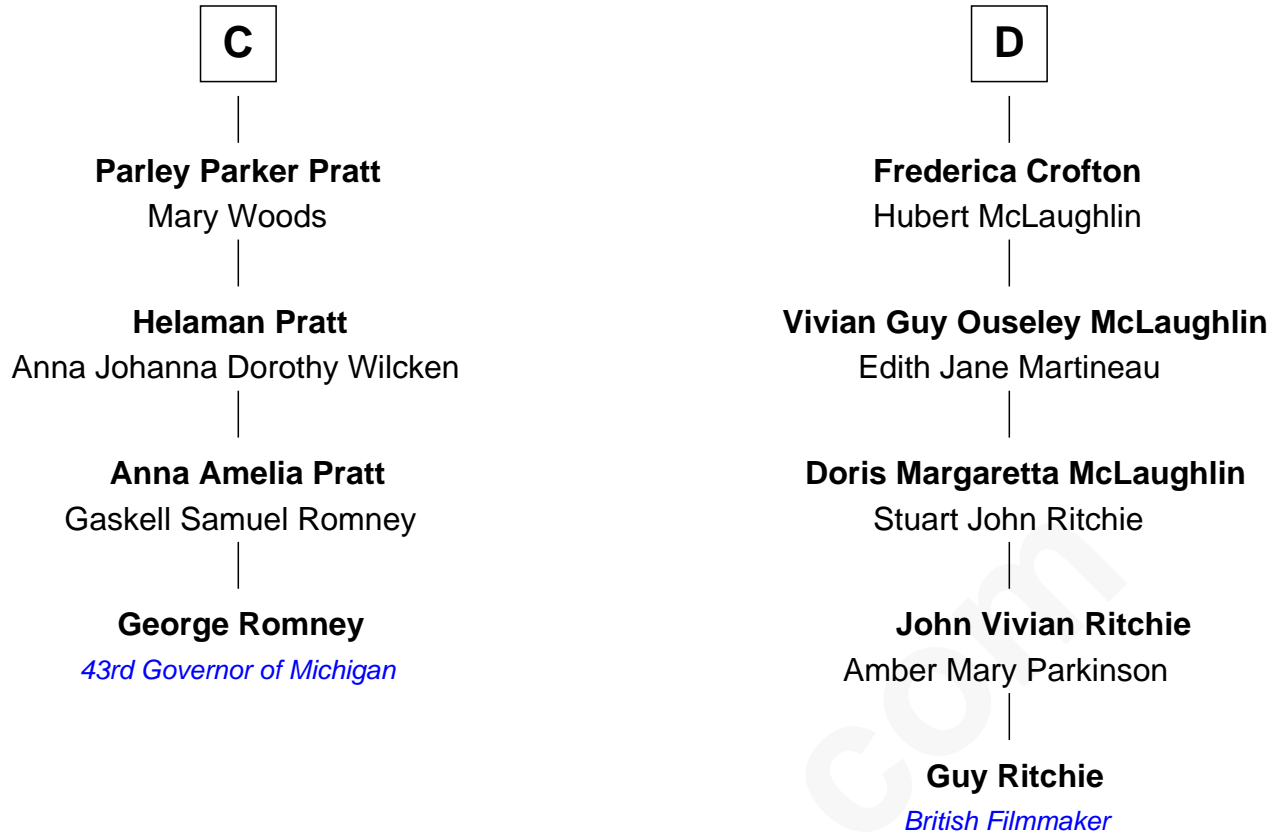 C
Parley Parker Pratt
Mary Woods
Helaman Pratt
Anna Johanna Dorothy Wilcken
Anna Amelia Pratt
Gaskell Samuel Romney
George Romney
43rd Governor of Michigan
D
Frederica Crofton
Hubert McLaughlin
Vivian Guy Ouseley McLaughlin
Edith Jane Martineau
Doris Margaretta McLaughlin
Stuart John Ritchie
John Vivian Ritchie
Amber Mary Parkinson
Guy Ritchie
British Filmmaker
com